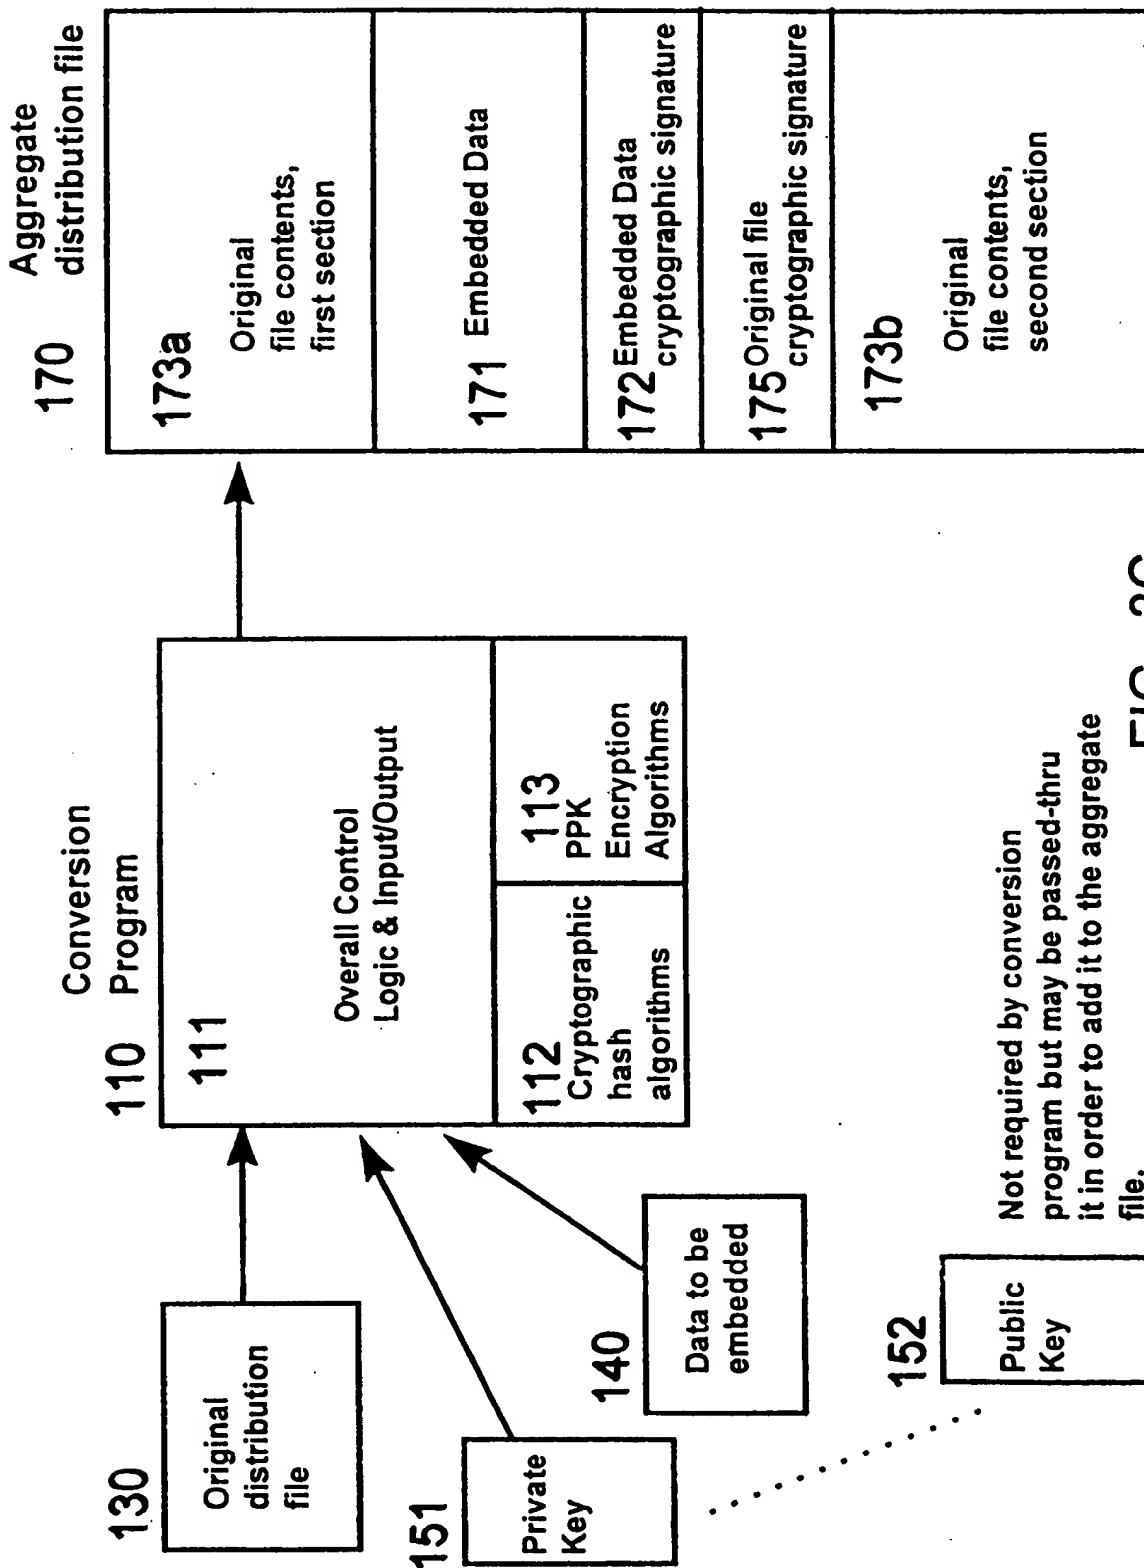 130
Original
distribution
file
151
Private
Key
140
Data to be
embedded
152
Public
Key
Not required by conversion
program but may be passed-thru
it in order to add it to the aggregate
file.
Conversion
110 Program
111
Overall Control
Logic & Input/Output
112
Cryptographic
hash
algorithms
113
PPK
Encryption
Algorithms
Aggregate
170 distribution file
173a
Original
file contents,
first section
171 Embedded Data
172 Embedded Data
cryptographic signature
175 Original file
cryptographic signature
173b
Original
file contents,
second section